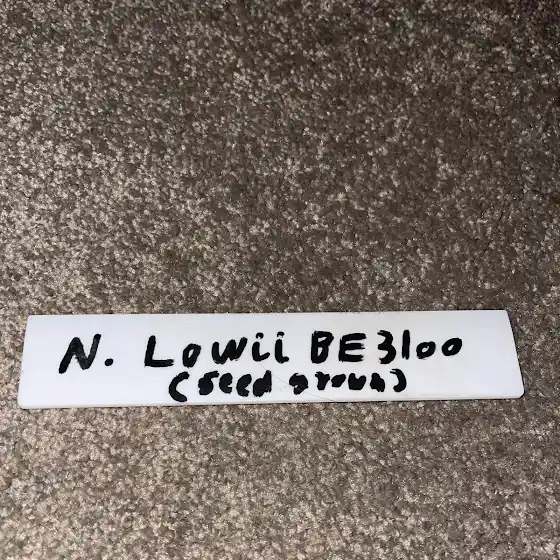 N. Lowii BE3100
(seed grown)